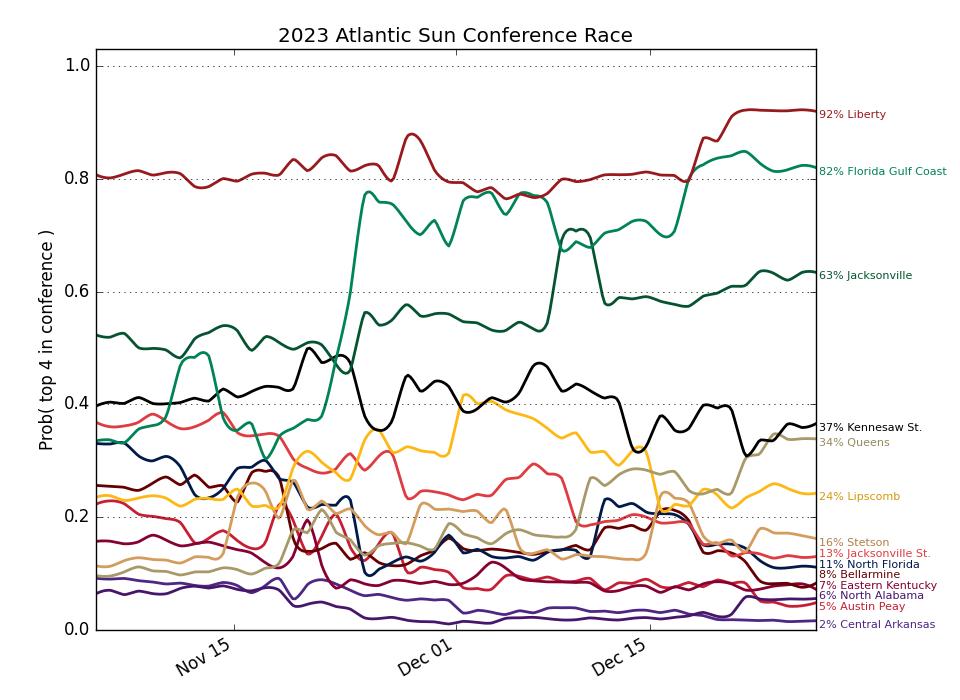 2023 Atlantic Sun Conference Race
Prob( top 4 in conference )
1.0
0.8
0.6
0.4
0.2
0.0
Nov 15
Dec 01
Dec 15
92% Liberty
82% Florida Gulf Coast
63% Jacksonville
37% Kennesaw St.
34% Queens
24% Lipscomb
16% Stetson
13% Jacksonville St.
11% North Florida
8% Bellarmine
7% Eastern Kentucky
6% North Alabama
5% Austin Peay
2% Central Arkansas